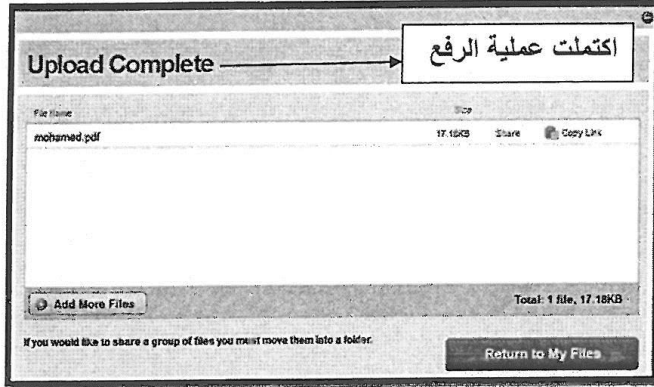 Upload Complete
اكتملت عملية الرفع
File Name Size
mohamed.pdf 17.18KB Share Copy Link
Add More Files Total: 1 file, 17.18KB
If you would like to share a group of files you must move them into a folder.
Return to My Files